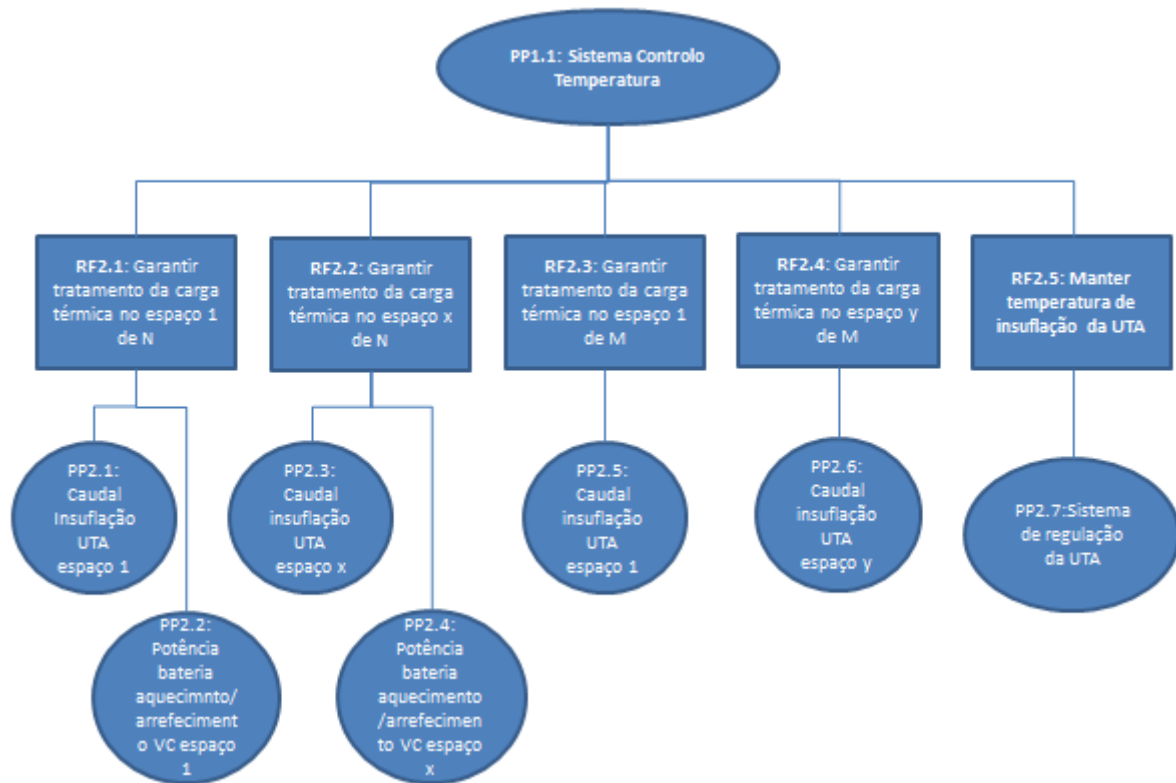 PP1.1: Sistema Controlo
Temperatura
RF2.1: Garantir
tratamento da carga
térmica no espaço 1
de N
RF2.2: Garantir
tratamento da carga
térmica no espaço x
de N
RF2.3: Garantir
tratamento da carga
térmica no espaço 1
de M
RF2.4: Garantir
tratamento da carga
térmica no espaço y
de M
RF2.5: Manter
temperatura de
insuflação da UTA
PP2.1:
Caudal
Insuflação
UTA
espaço 1
PP2.3:
Caudal
insuflação
UTA
espaço x
PP2.5:
Caudal
insuflação
UTA
espaço 1
PP2.6:
Caudal
insuflação
UTA
espaço y
PP2.7:Sistema
de regulação
da UTA
PP2.2:
Potência
bateria
aquecimnto/
arrefeciment
o VC espaço
1
PP2.4:
Potência
bateria
aquecimento
/arrefecimen
to VC espaço
x